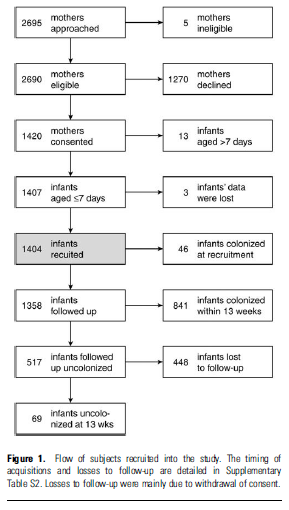 2695 mothers approached
5 mothers ineligible
2690 mothers eligible
1270 mothers declined
1420 mothers consented
13 infants aged >7 days
1407 infants aged ≤7 days
3 infants' data were lost
1404 infants recuited
46 infants colonized at recruitment
1358 infants followed up
841 infants colonized within 13 weeks
517 infants followed up uncolonized
448 infants lost to follow-up
69 infants uncolo-nized at 13 wks
Figure 1. Flow of subjects recruited into the study. The timing of
acquisitions and losses to follow-up are detailed in Supplementary
Table S2. Losses to follow-up were mainly due to withdrawal of consent.